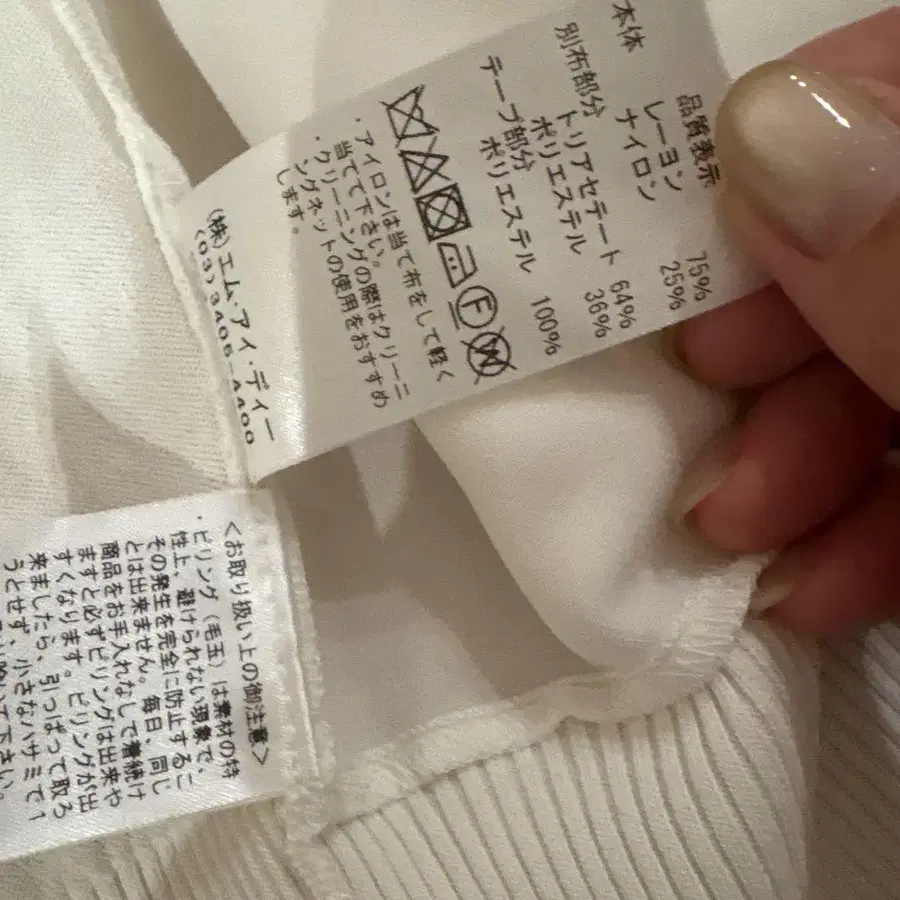 品質表示
本体
レーヨン 75%
ナイロン 25%
別布部分
トリアセテート 64%
ポリエステル 36%
テープ部分
ポリエステル 100%
F
W
・アイロンは当て布をして軽く
当てて下さい。
・クリーニングの際はクリーニ
ングネットの使用をおすすめ
します。
(株)エム・アイ・ディー
(03)3406-4400
<お取り扱い上の御注意>
・ピリング(毛玉)は素材の特
性上、避けられない現象で、
その発生を完全に防止するこ
とは出来ません。毎日、同じ
商品をお手入れなしで着続け
ますと必ずピリングは出来や
すくなります。ピリングが出
来ましたら、引っぱって取ろ
うとせず、小さなハサミで1